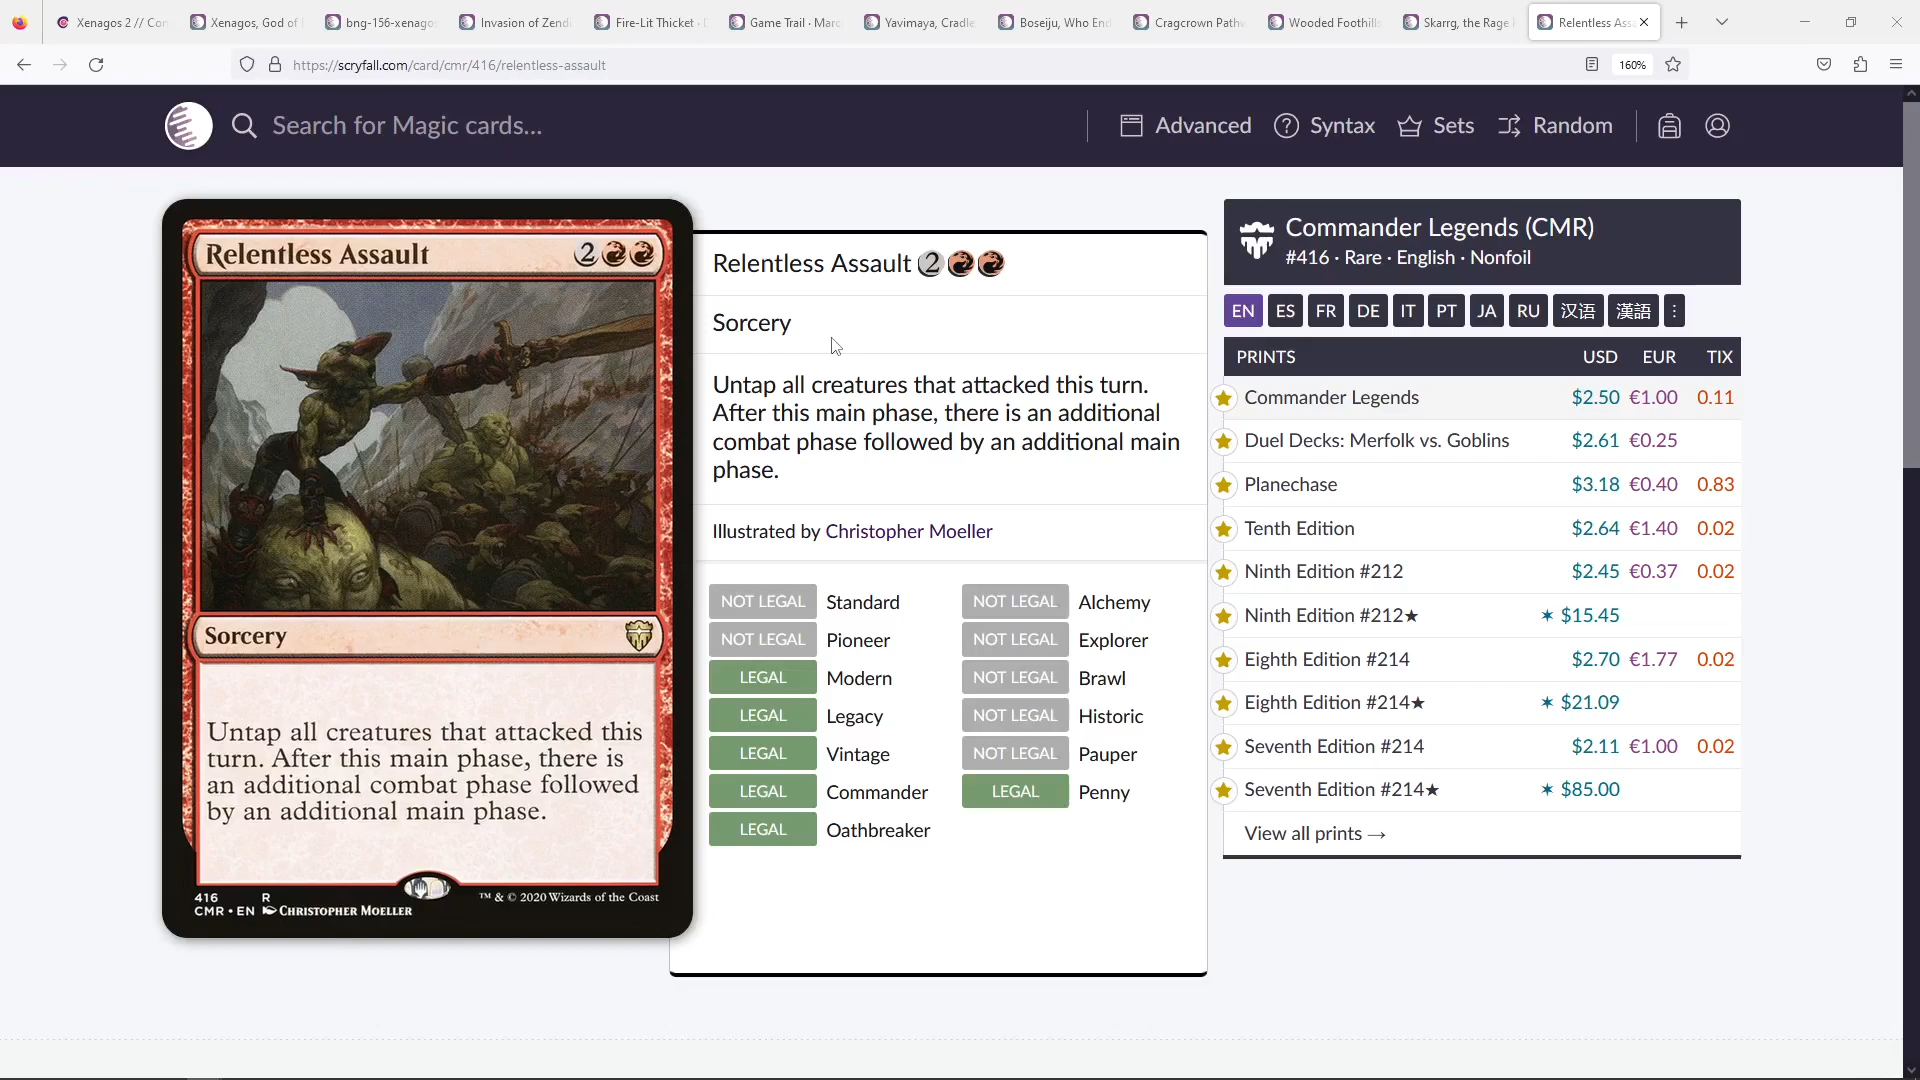 Xenagos 2 // Con
Xenagos, God of
bng-156-xenago
Invasion of Zendi
Fire-Lit Thicket
Game Trail · Marc
Yavimaya, Cradle
Boseiju, Who End
Cragcrown Pathw
Wooded Foothills
Skarrg, the Rage
Relentless Ass
https://scryfall.com/card/cmr/416/relentless-assault
160%
Search for Magic cards...
Advanced
Syntax
Sets
Random
Relentless Assault 2
Sorcery
Untap all creatures that attacked this
turn. After this main phase, there is
an additional combat phase followed
by an additional main phase.
416 R
CMR • EN CHRISTOPHER MOELLER
™ & © 2020 Wizards of the Coast
Relentless Assault 2
Sorcery
Untap all creatures that attacked this turn.
After this main phase, there is an additional
combat phase followed by an additional main
phase.
Illustrated by Christopher Moeller
NOT LEGAL Standard NOT LEGAL Alchemy
NOT LEGAL Pioneer NOT LEGAL Explorer
LEGAL Modern NOT LEGAL Brawl
LEGAL Legacy NOT LEGAL Historic
LEGAL Vintage NOT LEGAL Pauper
LEGAL Commander LEGAL Penny
LEGAL Oathbreaker
Commander Legends (CMR)
#416 · Rare · English · Nonfoil
EN ES FR DE IT PT JA RU 汉语 漢語 ⋮
PRINTS USD EUR TIX
Commander Legends $2.50 €1.00 0.11
Duel Decks: Merfolk vs. Goblins $2.61 €0.25
Planechase $3.18 €0.40 0.83
Tenth Edition $2.64 €1.40 0.02
Ninth Edition #212 $2.45 €0.37 0.02
Ninth Edition #212★ ✶ $15.45
Eighth Edition #214 $2.70 €1.77 0.02
Eighth Edition #214★ ✶ $21.09
Seventh Edition #214 $2.11 €1.00 0.02
Seventh Edition #214★ ✶ $85.00
View all prints →